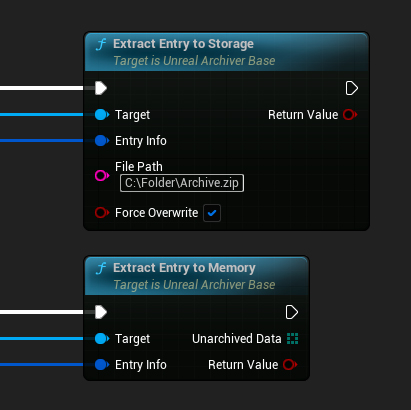 Extract Entry to Storage
Target is Unreal Archiver Base
Target
Return Value
Entry Info
File Path
C:\Folder\Archive.zip
Force Overwrite
Extract Entry to Memory
Target is Unreal Archiver Base
Target
Unarchived Data
Entry Info
Return Value